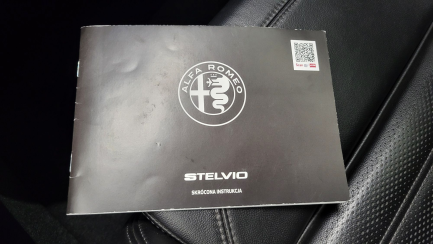 ALFA ROMEO
STELVIO
SKRÓCONA INSTRUKCJA